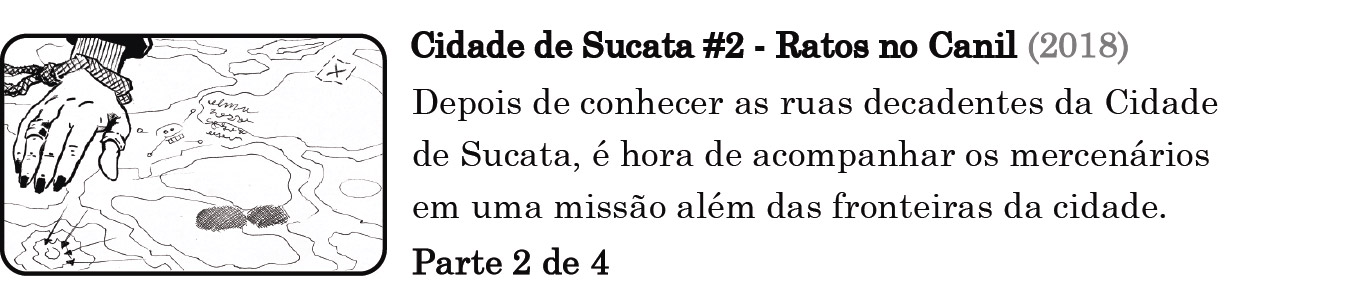 Cidade de Sucata #2 - Ratos no Canil (2018)
Depois de conhecer as ruas decadentes da Cidade
de Sucata, é hora de acompanhar os mercenários
em uma missão além das fronteiras da cidade.
Parte 2 de 4